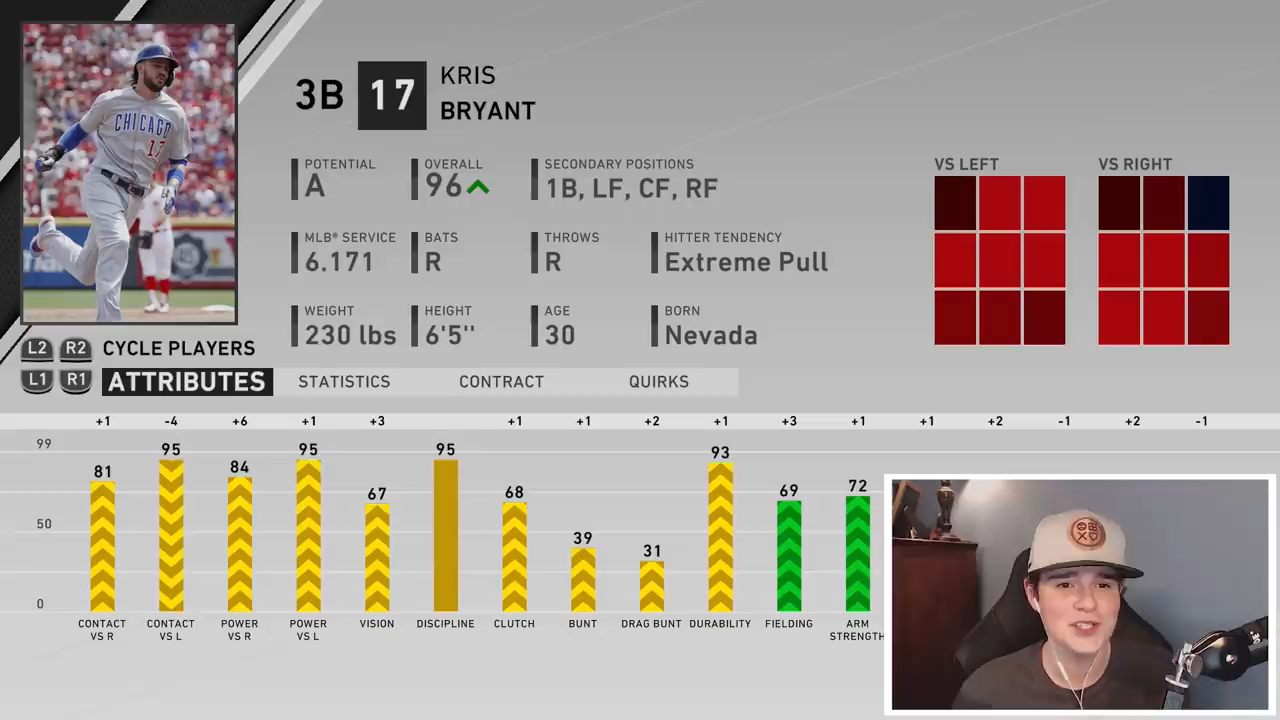 CHICAGO
17
3B 17 KRIS
BRYANT
POTENTIAL
A
OVERALL
96
SECONDARY POSITIONS
1B, LF, CF, RF
MLB® SERVICE
6.171
BATS
R
THROWS
R
HITTER TENDENCY
Extreme Pull
WEIGHT
230 lbs
HEIGHT
6'5"
AGE
30
BORN
Nevada
VS LEFT
VS RIGHT
L2 R2 CYCLE PLAYERS
L1 R1 ATTRIBUTES STATISTICS CONTRACT QUIRKS
+1 -4 +6 +1 +3 +1 +1 +2 +1 +3 +1 +1 +2 -1 +2 -1
99
50
0
81 95 84 95 67 95 68 39 31 93 69 72
CONTACT
VS R
CONTACT
VS L
POWER
VS R
POWER
VS L
VISION
DISCIPLINE
CLUTCH
BUNT
DRAG BUNT
DURABILITY
FIELDING
ARM
STRENGTH